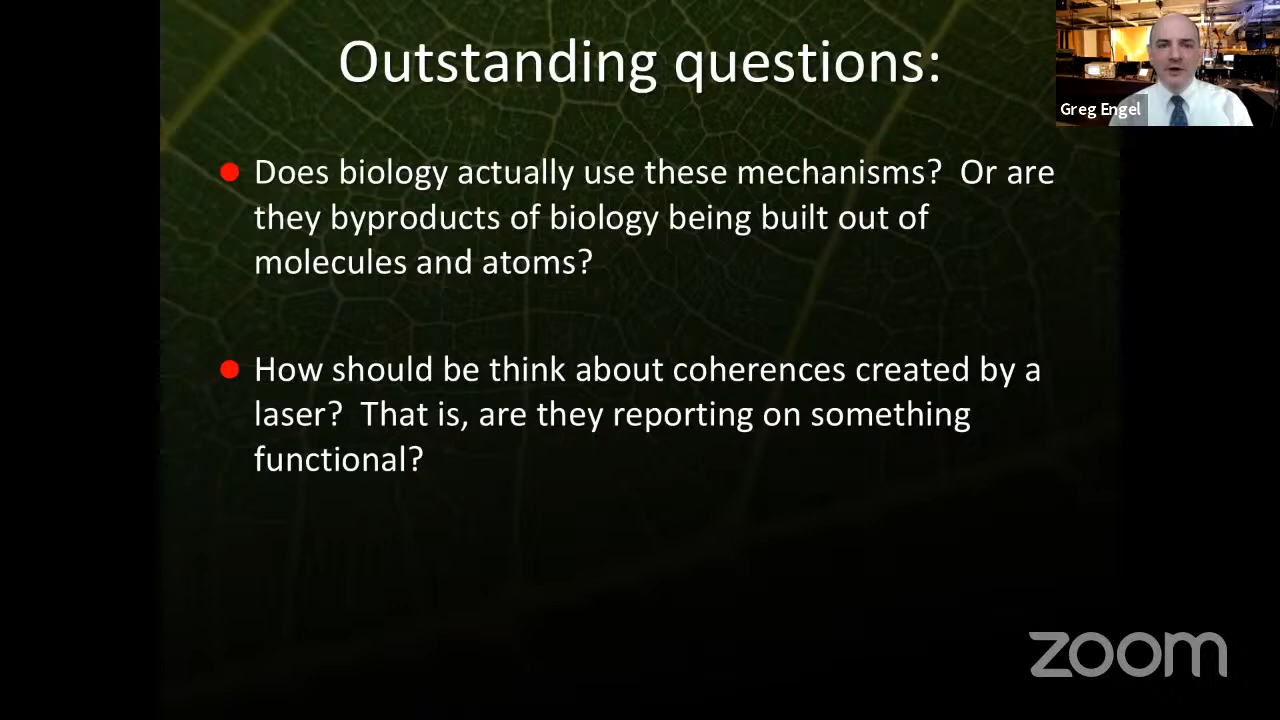 Outstanding questions:
Greg Engel
Does biology actually use these mechanisms? Or are
they byproducts of biology being built out of
molecules and atoms?
How should be think about coherences created by a
laser? That is, are they reporting on something
functional?
zoom